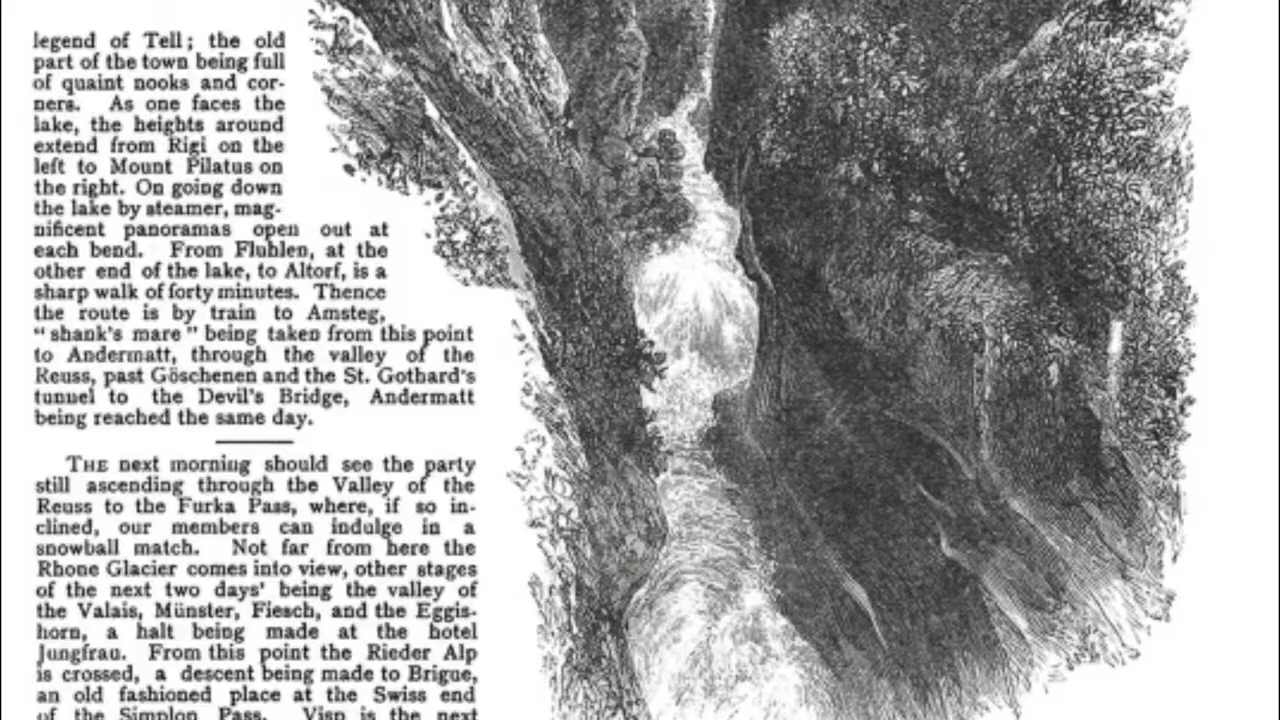 legend of Tell; the old
part of the town being full
of quaint nooks and cor-
ners. As one faces the
lake, the heights around
extend from Rigi on the
left to Mount Pilatus on
the right. On going down
the lake by steamer, mag-
nificent panoramas open out at
each bend. From Fluhlen, at the
other end of the lake, to Altorf, is a
sharp walk of forty minutes. Thence
the route is by train to Amsteg,
"shank's mare" being taken from this point
to Andermatt, through the valley of the
Reuss, past Göschenen and the St. Gothard's
tunnel to the Devil's Bridge, Andermatt
being reached the same day.
THE next morning should see the party
still ascending through the Valley of the
Reuss to the Furka Pass, where, if so in-
clined, our members can indulge in a
snowball match. Not far from here the
Rhone Glacier comes into view, other stages
of the next two days' being the valley of
the Valais, Münster, Fiesch, and the Eggis-
horn, a halt being made at the hotel
Jungfrau. From this point the Rieder Alp
is crossed, a descent being made to Brigue,
an old fashioned place at the Swiss end
of the Simplon Pass. Visp is the next